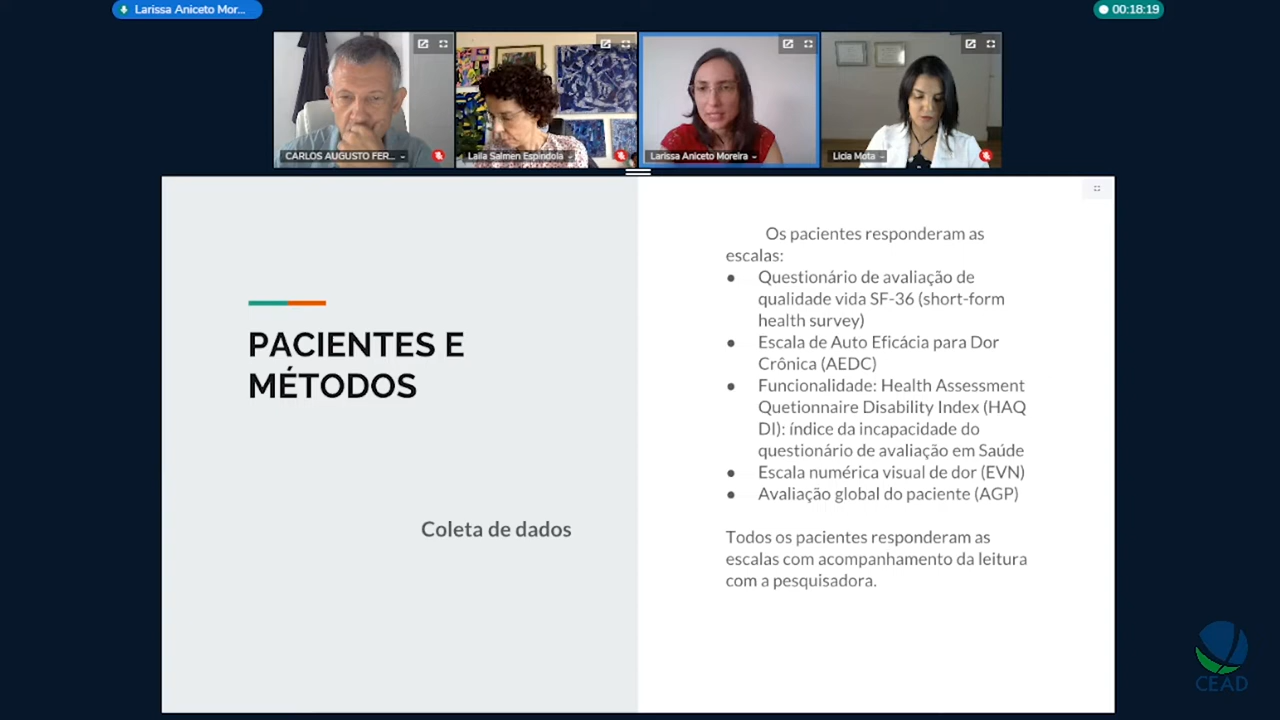 Larissa Aniceto Mor...
00:18:19
CARLOS AUGUSTO FER...
Laila Salmen Espindola
Larissa Aniceto Moreira
Licia Mota
PACIENTES E
MÉTODOS
Coleta de dados
Os pacientes responderam as
escalas:
● Questionário de avaliação de
qualidade vida SF-36 (short-form
health survey)
● Escala de Auto Eficácia para Dor
Crônica (AEDC)
● Funcionalidade: Health Assessment
Quetionnaire Disability Index (HAQ
DI): índice da incapacidade do
questionário de avaliação em Saúde
● Escala numérica visual de dor (EVN)
● Avaliação global do paciente (AGP)
Todos os pacientes responderam as
escalas com acompanhamento da leitura
com a pesquisadora.
CEAD